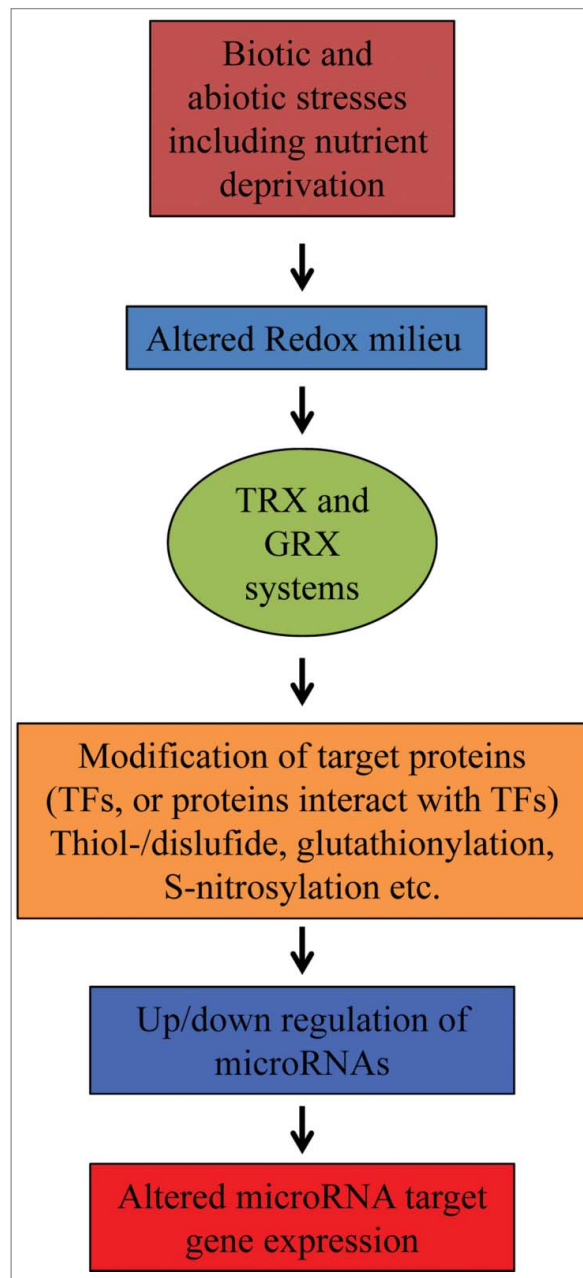 Biotic and
abiotic stresses
including nutrient
deprivation
Altered Redox milieu
TRX and
GRX
systems
Modification of target proteins
(TFs, or proteins interact with TFs)
Thiol-/dislufide, glutathionylation,
S-nitrosylation etc.
Up/down regulation of
microRNAs
Altered microRNA target
gene expression